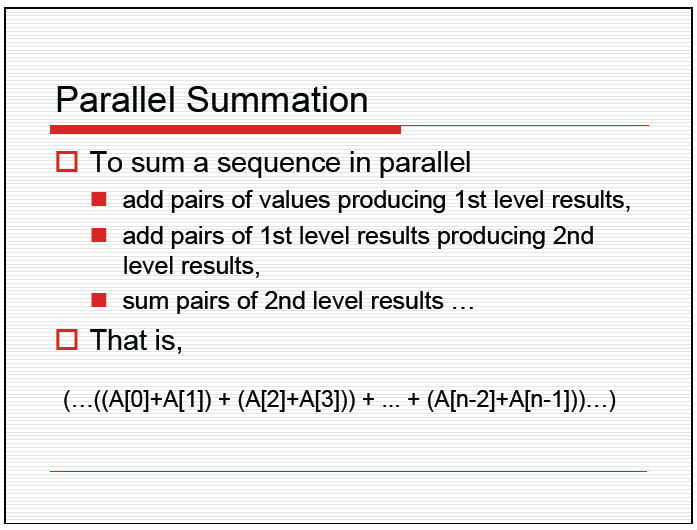 Parallel Summation
To sum a sequence in parallel
add pairs of values producing 1st level results,
add pairs of 1st level results producing 2nd
level results,
sum pairs of 2nd level results …
That is,
(…((A[0]+A[1]) + (A[2]+A[3])) + ... + (A[n-2]+A[n-1]))…)